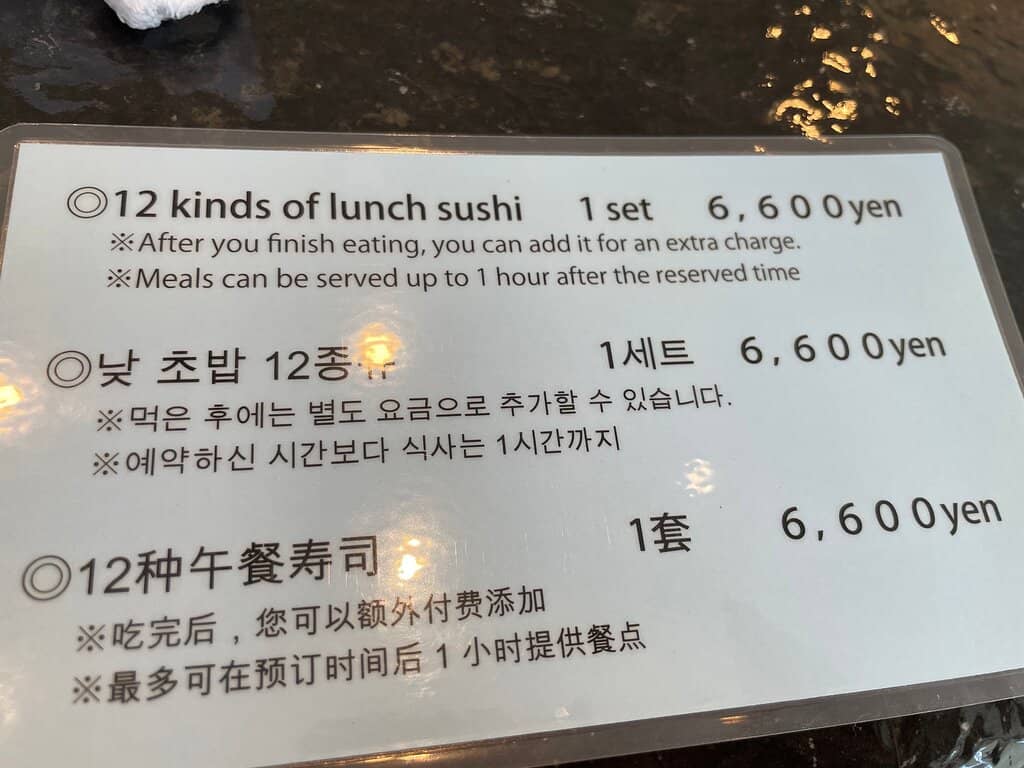 ◎12 kinds of lunch sushi 1 set 6,600yen
※After you finish eating, you can add it for an extra charge.
※Meals can be served up to 1 hour after the reserved time
◎낮 초밥 12종류 1세트 6,600yen
※먹은 후에는 별도 요금으로 추가할 수 있습니다.
※예약하신 시간보다 식사는 1시간까지
◎12种午餐寿司 1套 6,600yen
※吃完后，您可以额外付费添加
※最多可在预订时间后 1 小时提供餐点